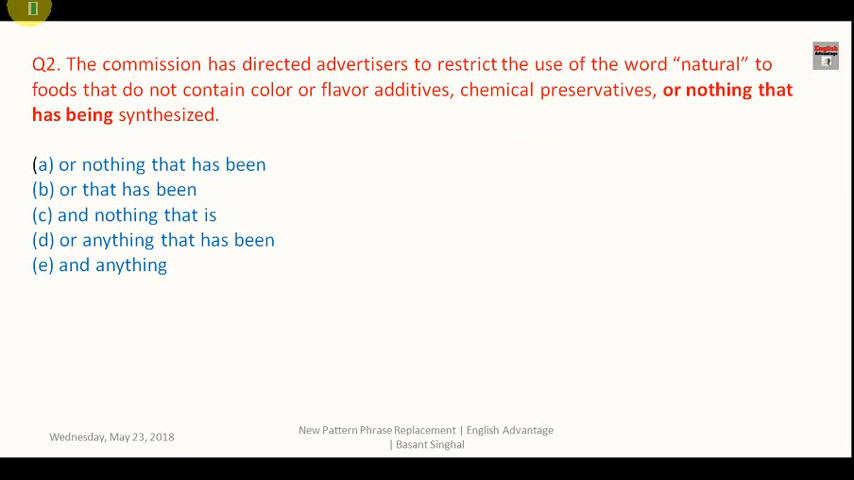 Q2. The commission has directed advertisers to restrict the use of the word “natural” to
foods that do not contain color or flavor additives, chemical preservatives, or nothing that
has being synthesized.
English
Advantage
(a) or nothing that has been
(b) or that has been
(c) and nothing that is
(d) or anything that has been
(e) and anything
Wednesday, May 23, 2018
New Pattern Phrase Replacement | English Advantage
| Basant Singhal